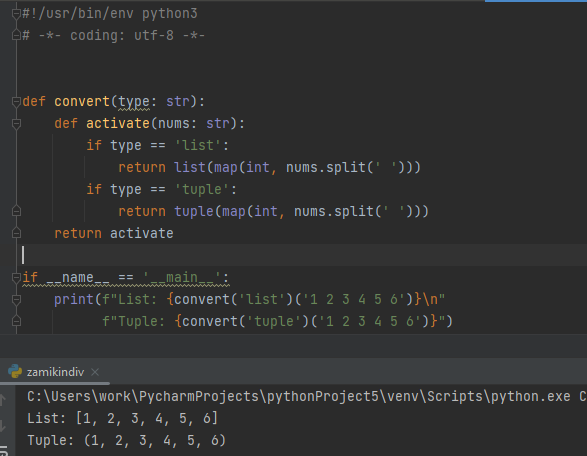 #!/usr/bin/env python3
# -*- coding: utf-8 -*-
def convert(type: str):
    def activate(nums: str):
        if type == 'list':
            return list(map(int, nums.split(' ')))
        if type == 'tuple':
            return tuple(map(int, nums.split(' ')))
    return activate
if __name__ == '__main__':
    print(f"List: {convert('list')('1 2 3 4 5 6')}\n"
          f"Tuple: {convert('tuple')('1 2 3 4 5 6')}")
zamikindiv
C:\Users\work\PycharmProjects\pythonProject5\venv\Scripts\python.exe C
List: [1, 2, 3, 4, 5, 6]
Tuple: (1, 2, 3, 4, 5, 6)